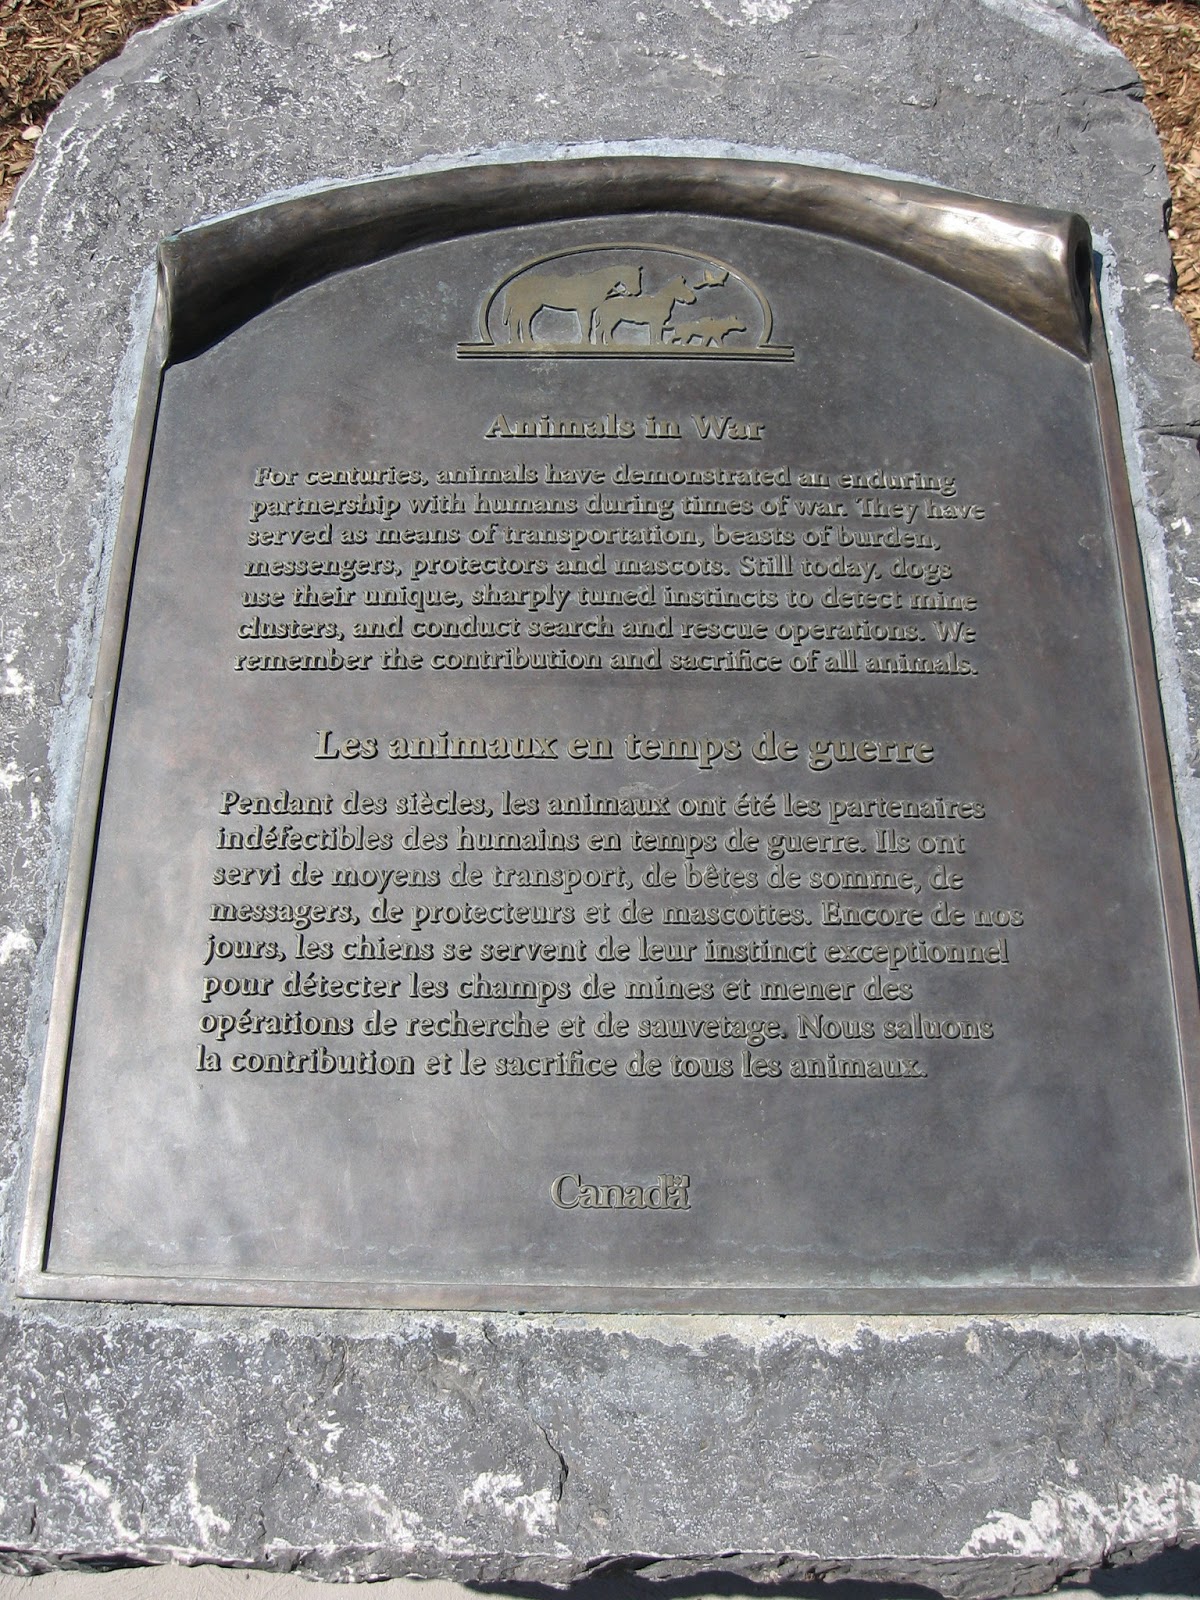 Animals in War
For centuries, animals have demonstrated an enduring
partnership with humans during times of war. They have
served as means of transportation, beasts of burden,
messengers, protectors and mascots. Still today, dogs
use their unique, sharply tuned instincts to detect mine
clusters, and conduct search and rescue operations. We
remember the contribution and sacrifice of all animals.
Les animaux en temps de guerre
Pendant des siècles, les animaux ont été les partenaires
indéfectibles des humains en temps de guerre. Ils ont
servi de moyens de transport, de bêtes de somme, de
messagers, de protecteurs et de mascottes. Encore de nos
jours, les chiens se servent de leur instinct exceptionnel
pour détecter les champs de mines et mener des
opérations de recherche et de sauvetage. Nous saluons
la contribution et le sacrifice de tous les animaux.
Canada